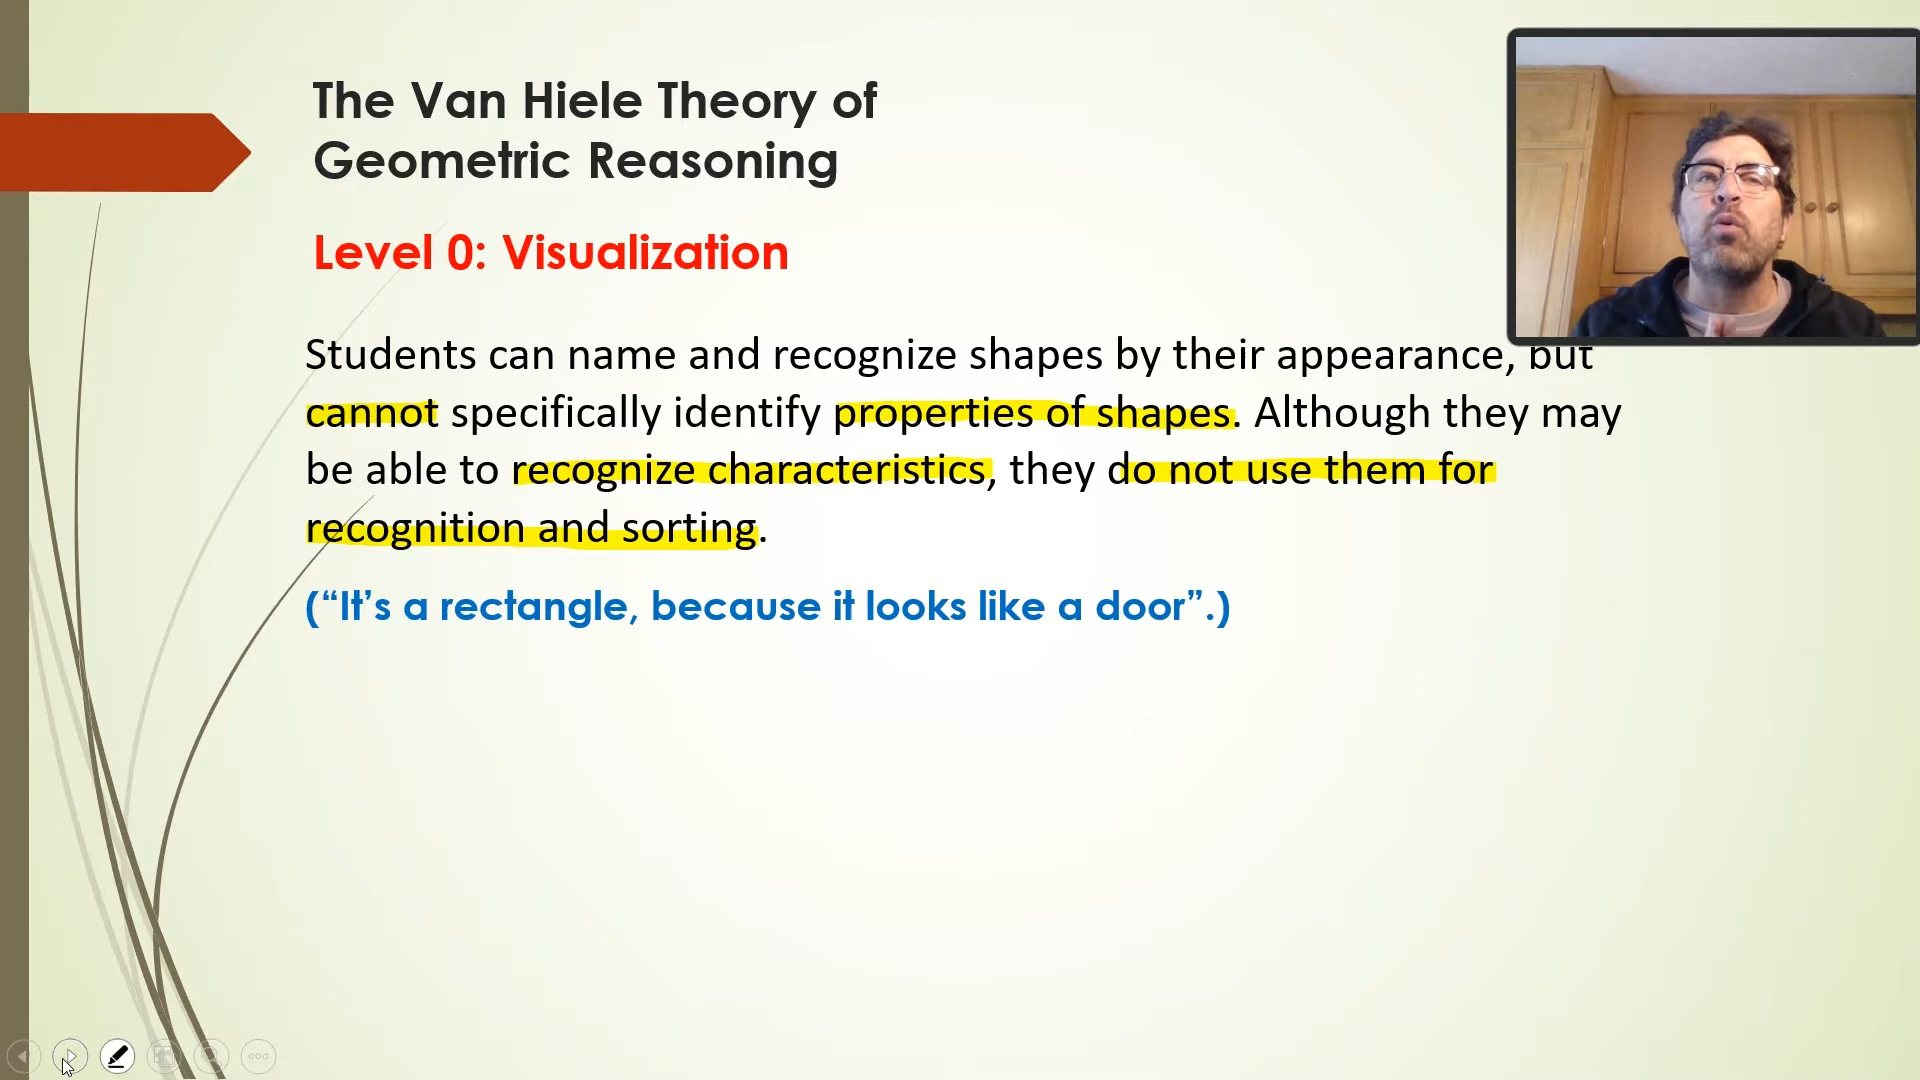 The Van Hiele Theory of
Geometric Reasoning
Level 0: Visualization
Students can name and recognize shapes by their appearance, but
cannot specifically identify properties of shapes. Although they may
be able to recognize characteristics, they do not use them for
recognition and sorting.
(“It’s a rectangle, because it looks like a door”.)